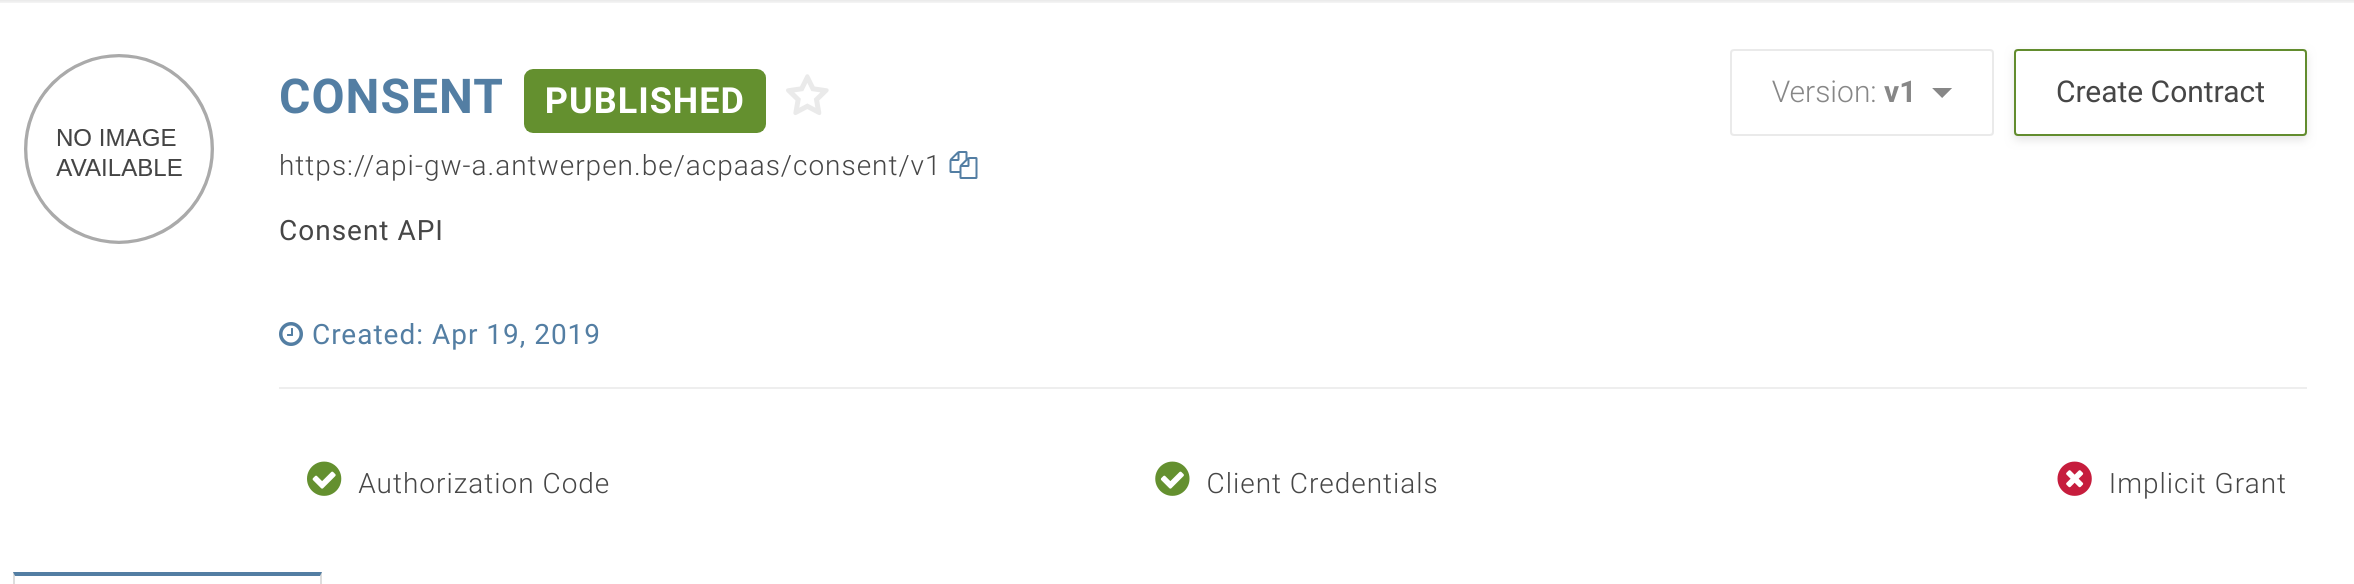 NO IMAGE
AVAILABLE
CONSENT PUBLISHED
Version: v1
Create Contract
https://api-gw-a.antwerpen.be/acpaas/consent/v1
Consent API
Created: Apr 19, 2019
Authorization Code
Client Credentials
Implicit Grant